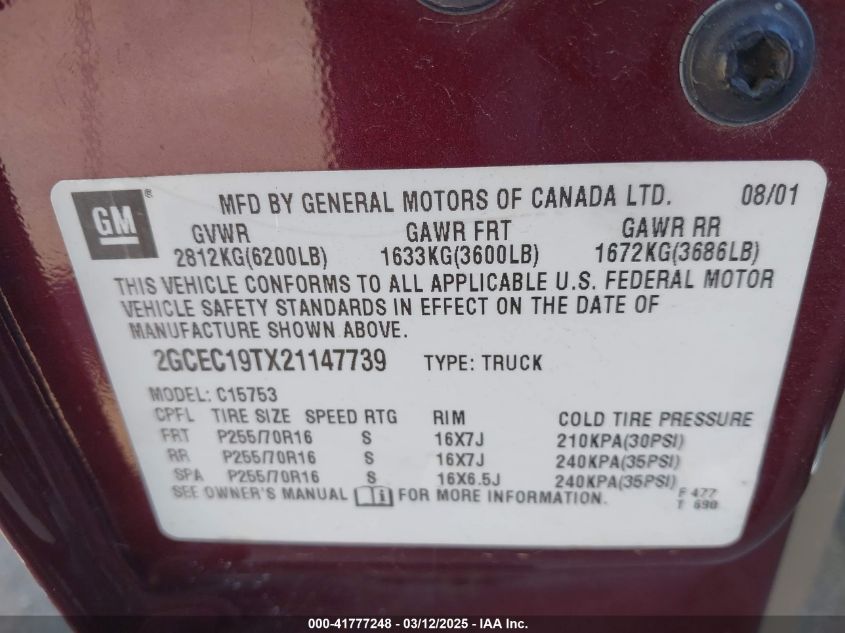 GM ® MFD BY GENERAL MOTORS OF CANADA LTD. 08/01
GVWR GAWR FRT GAWR RR
2812KG(6200LB) 1633KG(3600LB) 1672KG(3686LB)
THIS VEHICLE CONFORMS TO ALL APPLICABLE U.S. FEDERAL MOTOR
VEHICLE SAFETY STANDARDS IN EFFECT ON THE DATE OF
MANUFACTURE SHOWN ABOVE.
2GCEC19TX21147739 TYPE: TRUCK
MODEL: C15753
CPFL TIRE SIZE SPEED RTG RIM COLD TIRE PRESSURE
FRT P255/70R16 S 16X7J 210KPA(30PSI)
RR P255/70R16 S 16X7J 240KPA(35PSI)
SPA P255/70R16 S 16X6.5J 240KPA(35PSI)
SEE OWNER'S MANUAL i FOR MORE INFORMATION.
F 477
T 690
000-41777248 - 03/12/2025 - IAA Inc.